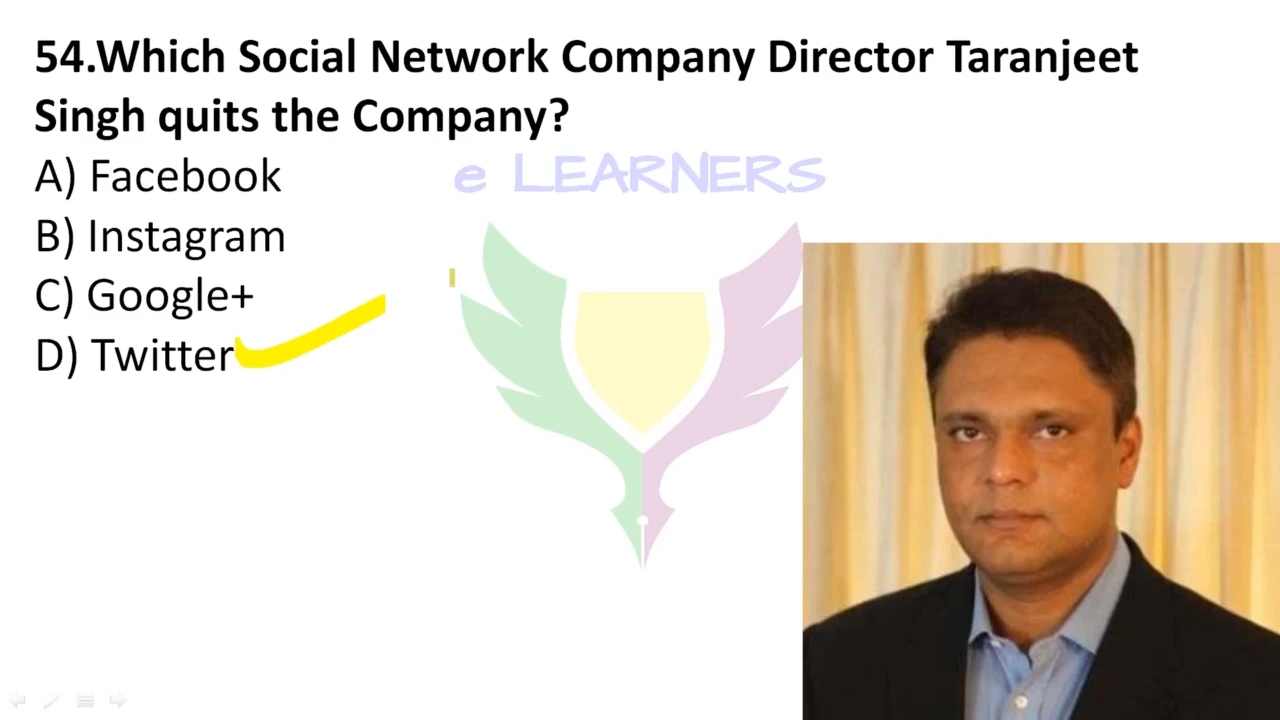 54.Which Social Network Company Director Taranjeet
Singh quits the Company?
A) Facebook
e LEARNERS
B) Instagram
C) Google+
D) Twitter